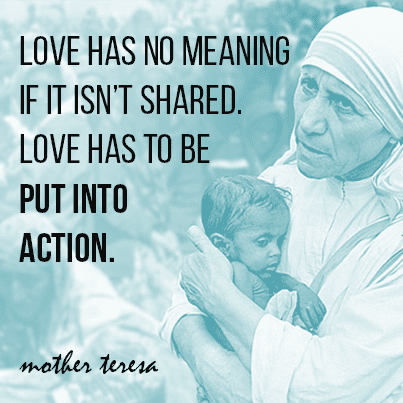 LOVE HAS NO MEANING
IF IT ISN'T SHARED.
LOVE HAS TO BE
PUT INTO
ACTION.
mother teresa